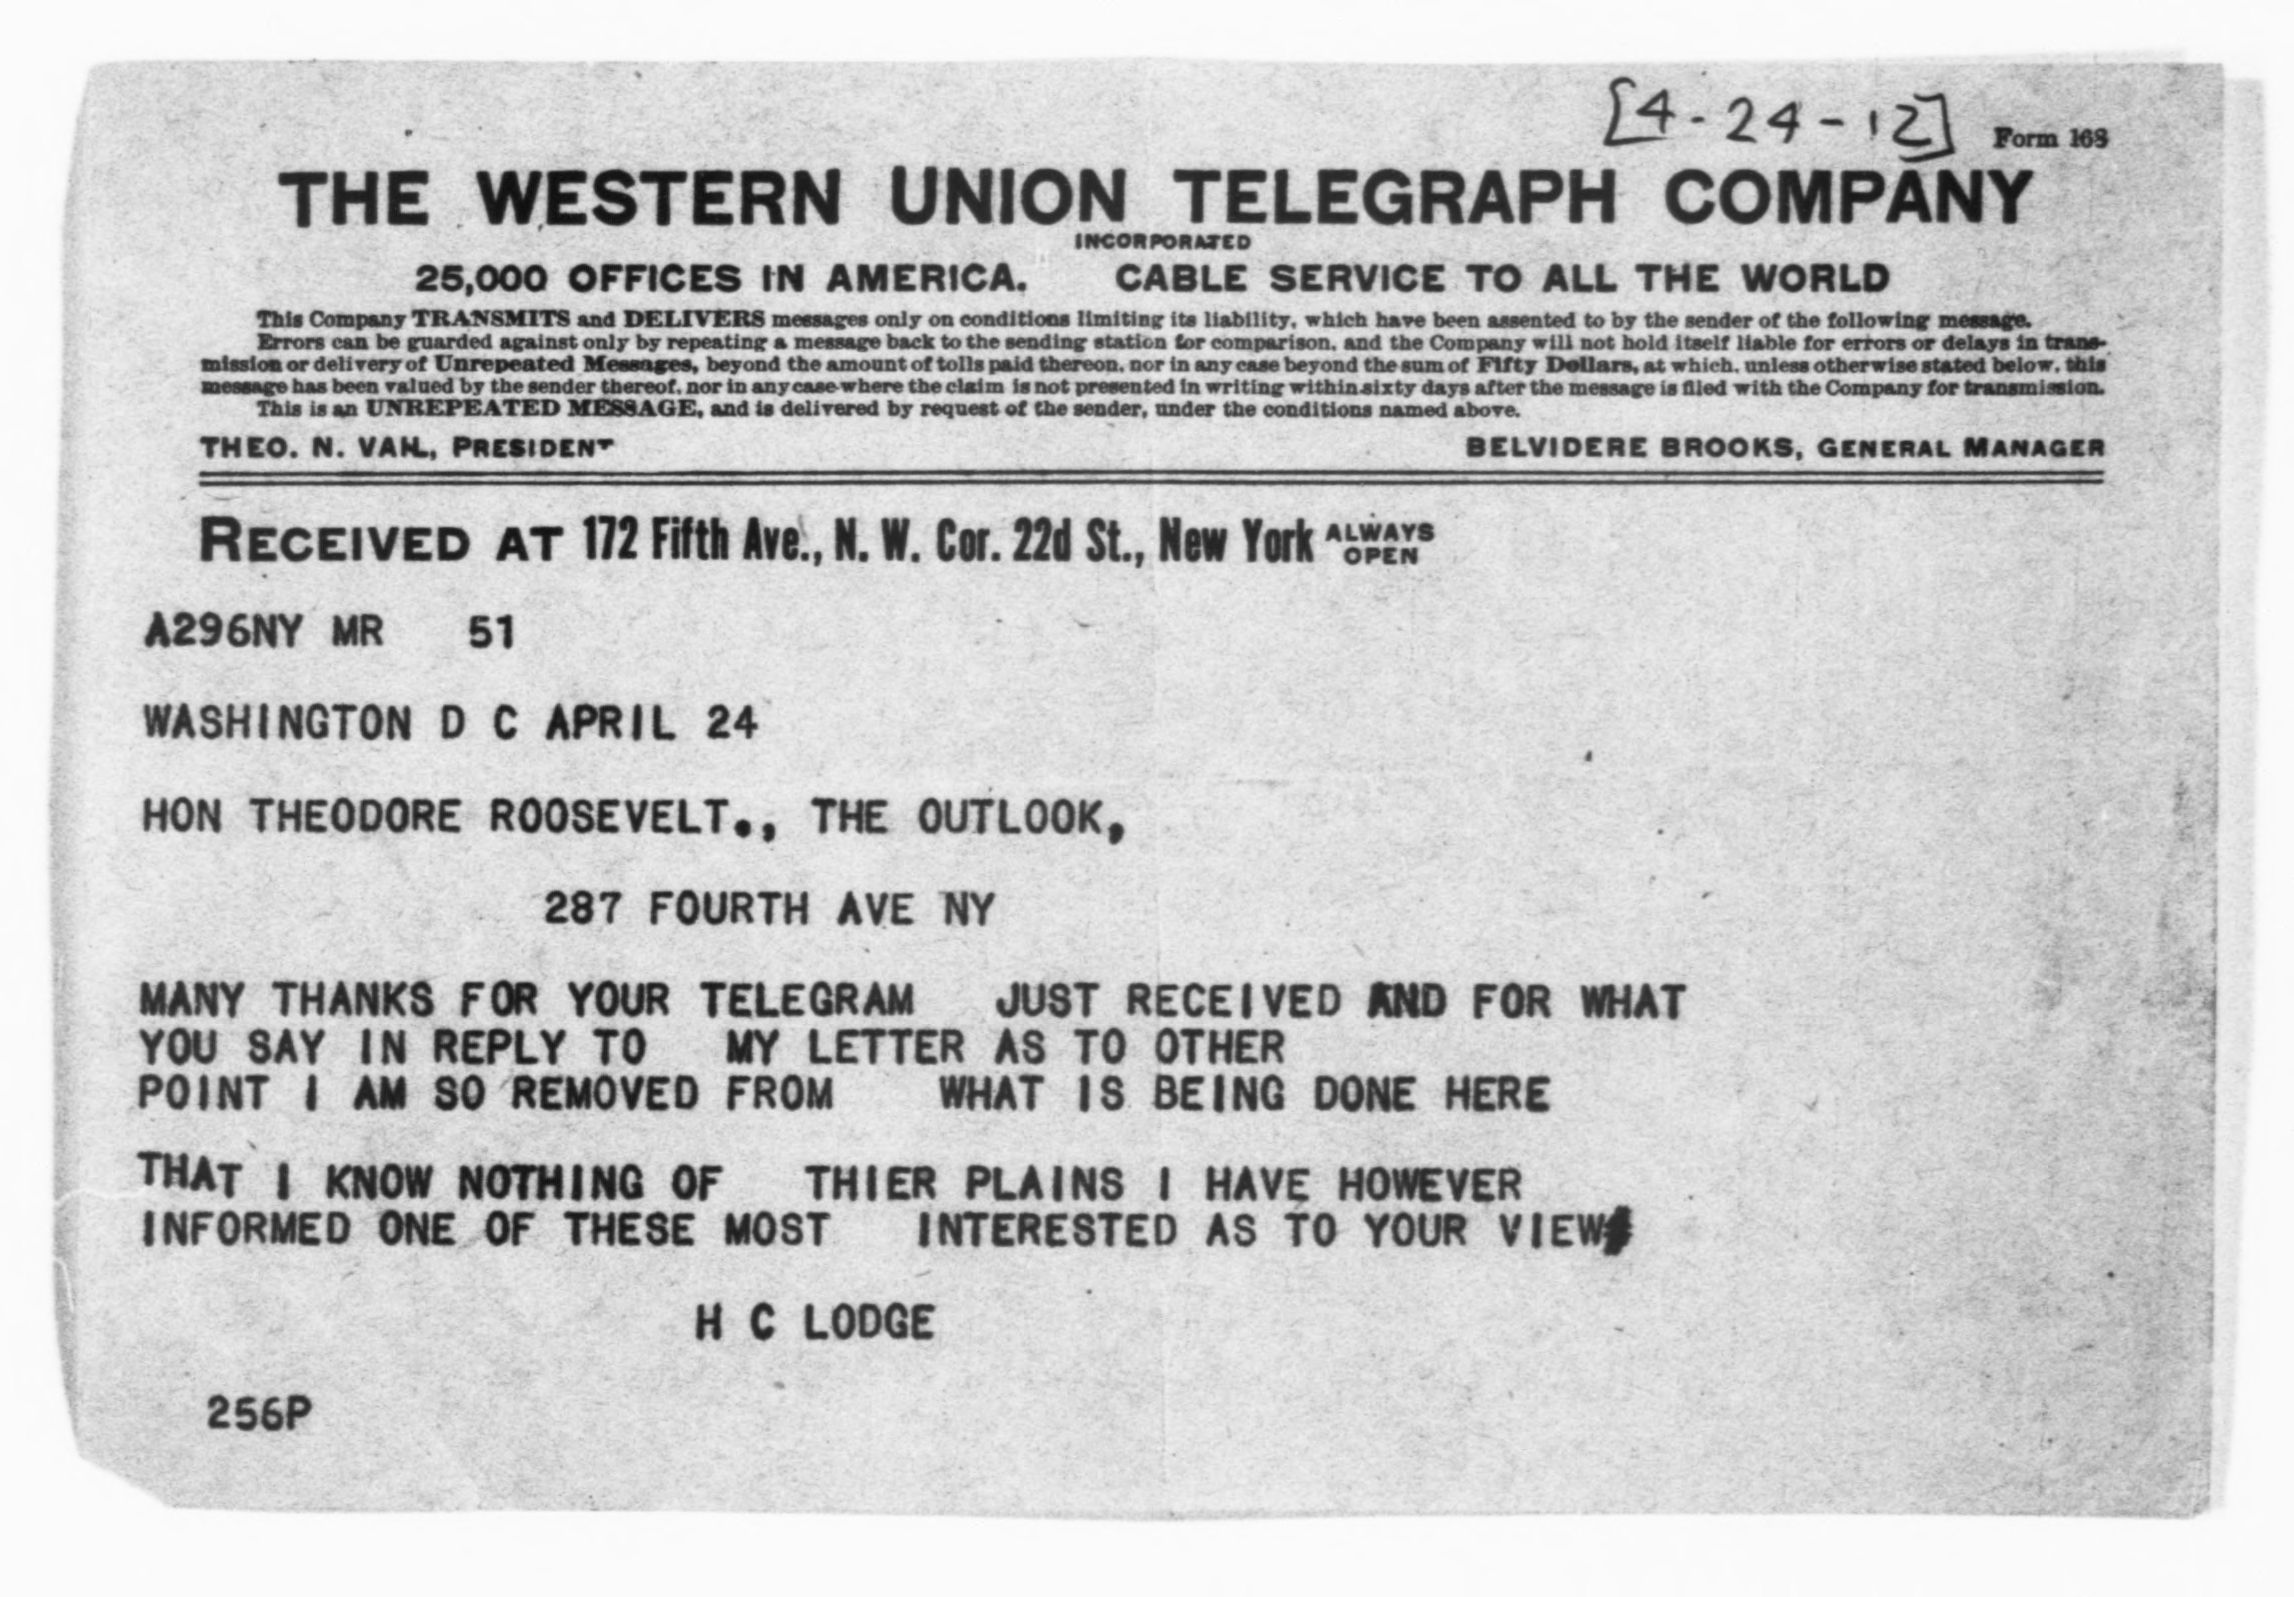 [4-24-12] Form 168
THE WESTERN UNION TELEGRAPH COMPANY
INCORPORATED
25,000 OFFICES IN AMERICA. CABLE SERVICE TO ALL THE WORLD
This Company TRANSMITS and DELIVERS messages only on conditions limiting its liability, which have been assented to by the sender of the following message.
Errors can be guarded against only by repeating a message back to the sending station for comparison, and the Company will not hold itself liable for errors or delays in trans-
mission or delivery of Unrepeated Messages, beyond the amount of tolls paid thereon, nor in any case beyond the sum of Fifty Dollars, at which, unless otherwise stated below, this
message has been valued by the sender thereof, nor in any case where the claim is not presented in writing within sixty days after the message is filed with the Company for transmission.
This is an UNREPEATED MESSAGE, and is delivered by request of the sender, under the conditions named above.
THEO. N. VAIL, PRESIDENT BELVIDERE BROOKS, GENERAL MANAGER
RECEIVED AT 172 Fifth Ave., N. W. Cor. 22d St., New York ALWAYS OPEN
A296NY MR 51
WASHINGTON D C APRIL 24
HON THEODORE ROOSEVELT., THE OUTLOOK,
287 FOURTH AVE NY
MANY THANKS FOR YOUR TELEGRAM JUST RECEIVED AND FOR WHAT
YOU SAY IN REPLY TO MY LETTER AS TO OTHER
POINT I AM SO REMOVED FROM WHAT IS BEING DONE HERE
THAT I KNOW NOTHING OF THIER PLAINS I HAVE HOWEVER
INFORMED ONE OF THESE MOST INTERESTED AS TO YOUR VIEW
H C LODGE
256P